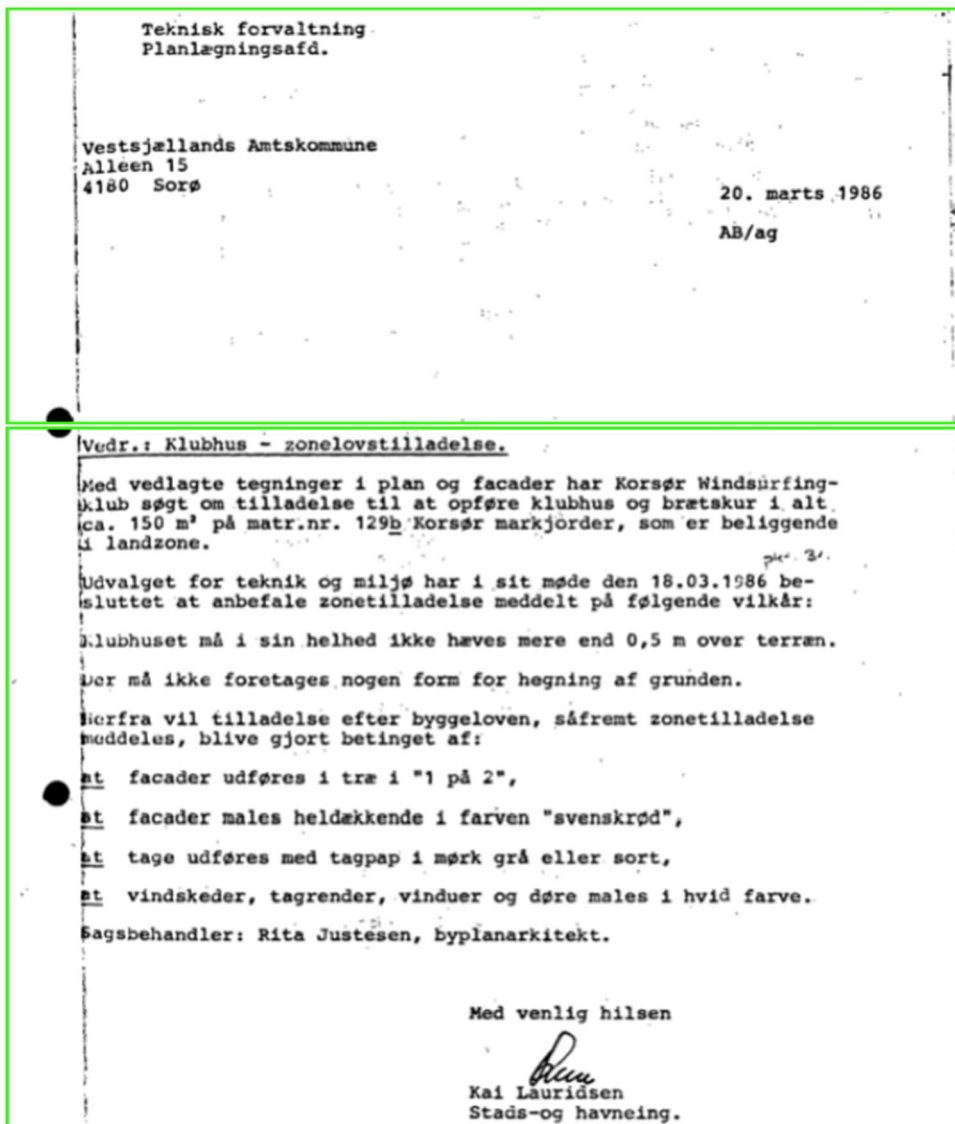 Teknisk forvaltning
Planlægningsafd.
Vestsjællands Amtskommune
Alleen 15
4180 Sorø
20. marts 1986
AB/ag
Vedr.: Klubhus - zonelovstilladelse.
Med vedlagte tegninger i plan og facader har Korsør Windsurfing-
klub søgt om tilladelse til at opføre klubhus og brætskur i alt
ca. 150 m² på matr.nr. 129b Korsør markjorder, som er beliggende
i landzone.
Udvalget for teknik og miljø har i sit møde den 18.03.1986 be-
sluttet at anbefale zonetilladelse meddelt på følgende vilkår:
Klubhuset må i sin helhed ikke hæves mere end 0,5 m over terræn.
Der må ikke foretages nogen form for hegning af grunden.
Herfra vil tilladelse efter byggeloven, såfremt zonetilladelse
meddeles, blive gjort betinget af:
at facader udføres i træ i "1 på 2",
at facader males heldækkende i farven "svenskrød",
at tage udføres med tagpap i mørk grå eller sort,
at vindskeder, tagrender, vinduer og døre males i hvid farve.
Sagsbehandler: Rita Justesen, byplanarkitekt.
Med venlig hilsen
Kai Lauridsen
Stads-og havneing.